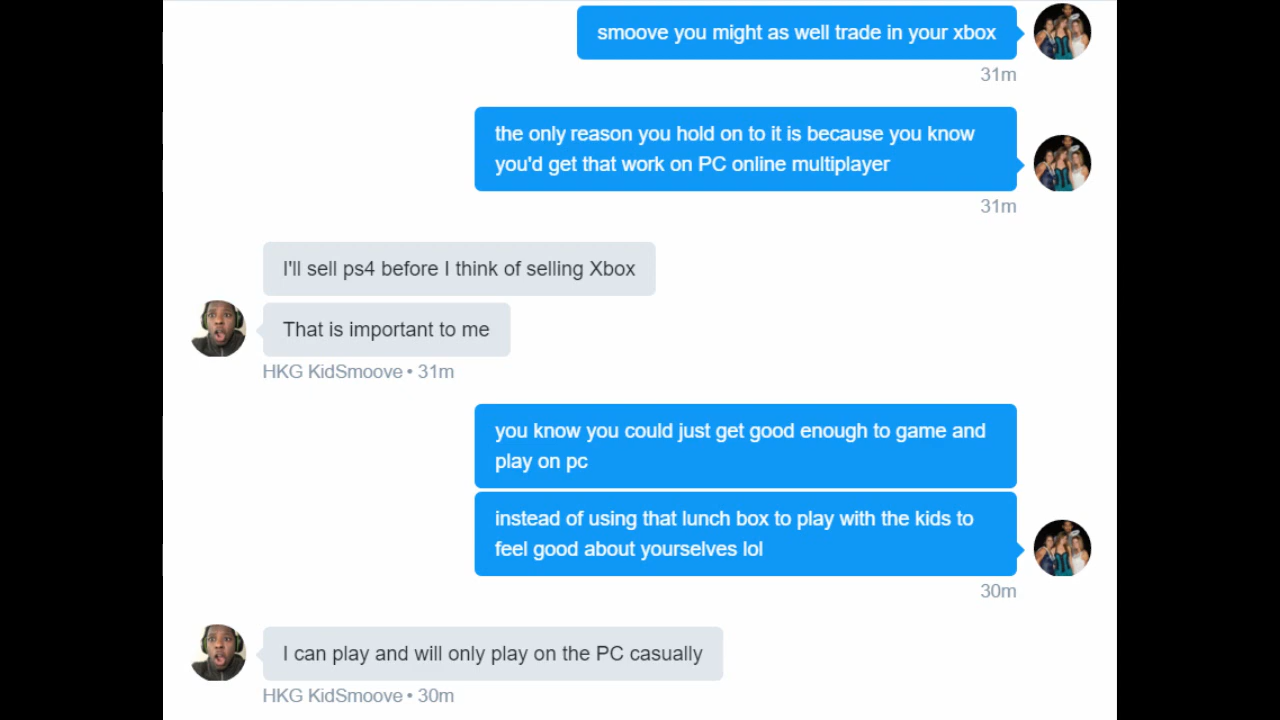 smoove you might as well trade in your xbox
31m
the only reason you hold on to it is because you know
you'd get that work on PC online multiplayer
31m
I'll sell ps4 before I think of selling Xbox
That is important to me
HKG KidSmoove • 31m
you know you could just get good enough to game and
play on pc
instead of using that lunch box to play with the kids to
feel good about yourselves lol
30m
I can play and will only play on the PC casually
HKG KidSmoove • 30m